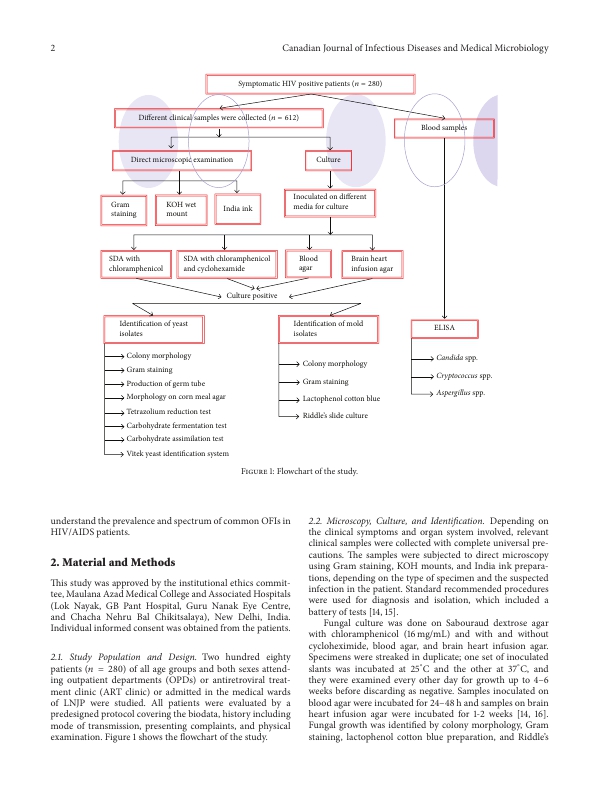 2 Canadian Journal of Infectious Diseases and Medical Microbiology
Symptomatic HIV positive patients (n = 280)
Different clinical samples were collected (n = 612)
Blood samples
Direct microscopic examination
Culture
Gram
staining
KOH wet
mount
India ink
Inoculated on different
media for culture
SDA with
chloramphenicol
SDA with chloramphenicol
and cyclohexamide
Blood
agar
Brain heart
infusion agar
Culture positive
Identification of yeast
isolates
Colony morphology
Gram staining
Production of germ tube
Morphology on corn meal agar
Tetrazolium reduction test
Carbohydrate fermentation test
Carbohydrate assimilation test
Vitek yeast identification system
Identification of mold
isolates
Colony morphology
Gram staining
Lactophenol cotton blue
Riddle's slide culture
ELISA
Candida spp.
Cryptococcus spp.
Aspergillus spp.
Figure 1: Flowchart of the study.
understand the prevalence and spectrum of common OFIs in
HIV/AIDS patients.
2. Material and Methods
This study was approved by the institutional ethics commit-
tee, Maulana Azad Medical College and Associated Hospitals
(Lok Nayak, GB Pant Hospital, Guru Nanak Eye Centre,
and Chacha Nehru Bal Chikitsalaya), New Delhi, India.
Individual informed consent was obtained from the patients.
2.1. Study Population and Design. Two hundred eighty
patients (n = 280) of all age groups and both sexes attend-
ing outpatient departments (OPDs) or antiretroviral treat-
ment clinic (ART clinic) or admitted in the medical wards
of LNJP were studied. All patients were evaluated by a
predesigned protocol covering the biodata, history including
mode of transmission, presenting complaints, and physical
examination. Figure 1 shows the flowchart of the study.
2.2. Microscopy, Culture, and Identification. Depending on
the clinical symptoms and organ system involved, relevant
clinical samples were collected with complete universal pre-
cautions. The samples were subjected to direct microscopy
using Gram staining, KOH mounts, and India ink prepara-
tions, depending on the type of specimen and the suspected
infection in the patient. Standard recommended procedures
were used for diagnosis and isolation, which included a
battery of tests [14, 15].
Fungal culture was done on Sabouraud dextrose agar
with chloramphenicol (16 mg/mL) and with and without
cycloheximide, blood agar, and brain heart infusion agar.
Specimens were streaked in duplicate; one set of inoculated
slants was incubated at 25°C and the other at 37°C, and
they were examined every other day for growth up to 4–6
weeks before discarding as negative. Samples inoculated on
blood agar were incubated for 24–48 h and samples on brain
heart infusion agar were incubated for 1-2 weeks [14, 16].
Fungal growth was identified by colony morphology, Gram
staining, lactophenol cotton blue preparation, and Riddle's